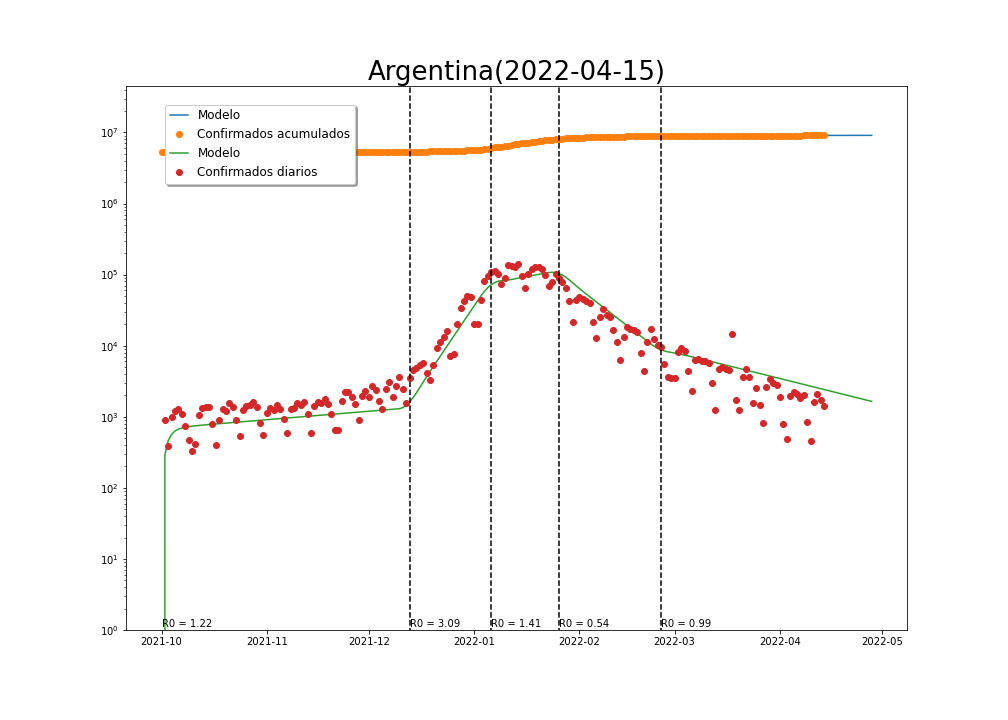 Argentina(2022-04-15)
Modelo
Confirmados acumulados
Modelo
Confirmados diarios
10⁷
10⁶
10⁵
10⁴
10³
10²
10¹
10⁰
R0 = 1.22 R0 = 3.09 R0 = 1.41 R0 = 0.54 R0 = 0.99
2021-10 2021-11 2021-12 2022-01 2022-02 2022-03 2022-04 2022-05